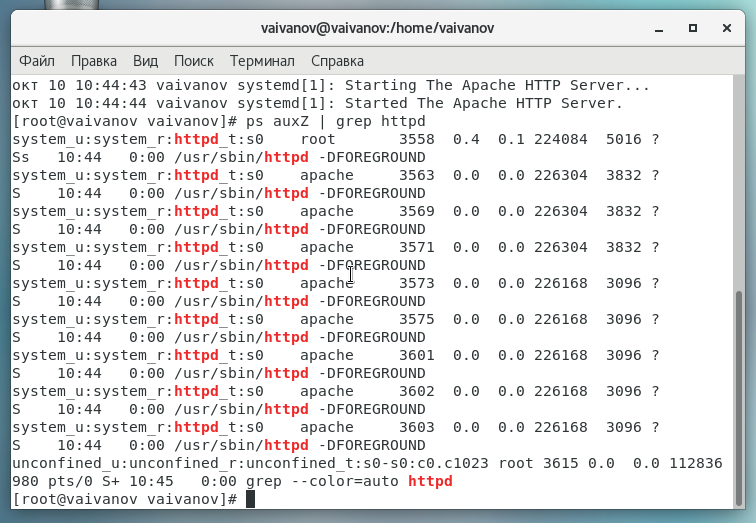 vaivanov@vaivanov:/home/vaivanov
Файл Правка Вид Поиск Терминал Справка
окт 10 10:44:43 vaivanov systemd[1]: Starting The Apache HTTP Server...
окт 10 10:44:44 vaivanov systemd[1]: Started The Apache HTTP Server.
[root@vaivanov vaivanov]# ps auxZ | grep httpd
system_u:system_r:httpd_t:s0    root       3558  0.4  0.1 224084  5016 ?
Ss   10:44   0:00 /usr/sbin/httpd -DFOREGROUND
system_u:system_r:httpd_t:s0    apache     3563  0.0  0.0 226304  3832 ?
S    10:44   0:00 /usr/sbin/httpd -DFOREGROUND
system_u:system_r:httpd_t:s0    apache     3569  0.0  0.0 226304  3832 ?
S    10:44   0:00 /usr/sbin/httpd -DFOREGROUND
system_u:system_r:httpd_t:s0    apache     3571  0.0  0.0 226304  3832 ?
S    10:44   0:00 /usr/sbin/httpd -DFOREGROUND
system_u:system_r:httpd_t:s0    apache     3573  0.0  0.0 226168  3096 ?
S    10:44   0:00 /usr/sbin/httpd -DFOREGROUND
system_u:system_r:httpd_t:s0    apache     3575  0.0  0.0 226168  3096 ?
S    10:44   0:00 /usr/sbin/httpd -DFOREGROUND
system_u:system_r:httpd_t:s0    apache     3601  0.0  0.0 226168  3096 ?
S    10:44   0:00 /usr/sbin/httpd -DFOREGROUND
system_u:system_r:httpd_t:s0    apache     3602  0.0  0.0 226168  3096 ?
S    10:44   0:00 /usr/sbin/httpd -DFOREGROUND
system_u:system_r:httpd_t:s0    apache     3603  0.0  0.0 226168  3096 ?
S    10:44   0:00 /usr/sbin/httpd -DFOREGROUND
unconfined_u:unconfined_r:unconfined_t:s0-s0:c0.c1023 root 3615 0.0  0.0 112836
980 pts/0 S+ 10:45   0:00 grep --color=auto httpd
[root@vaivanov vaivanov]#